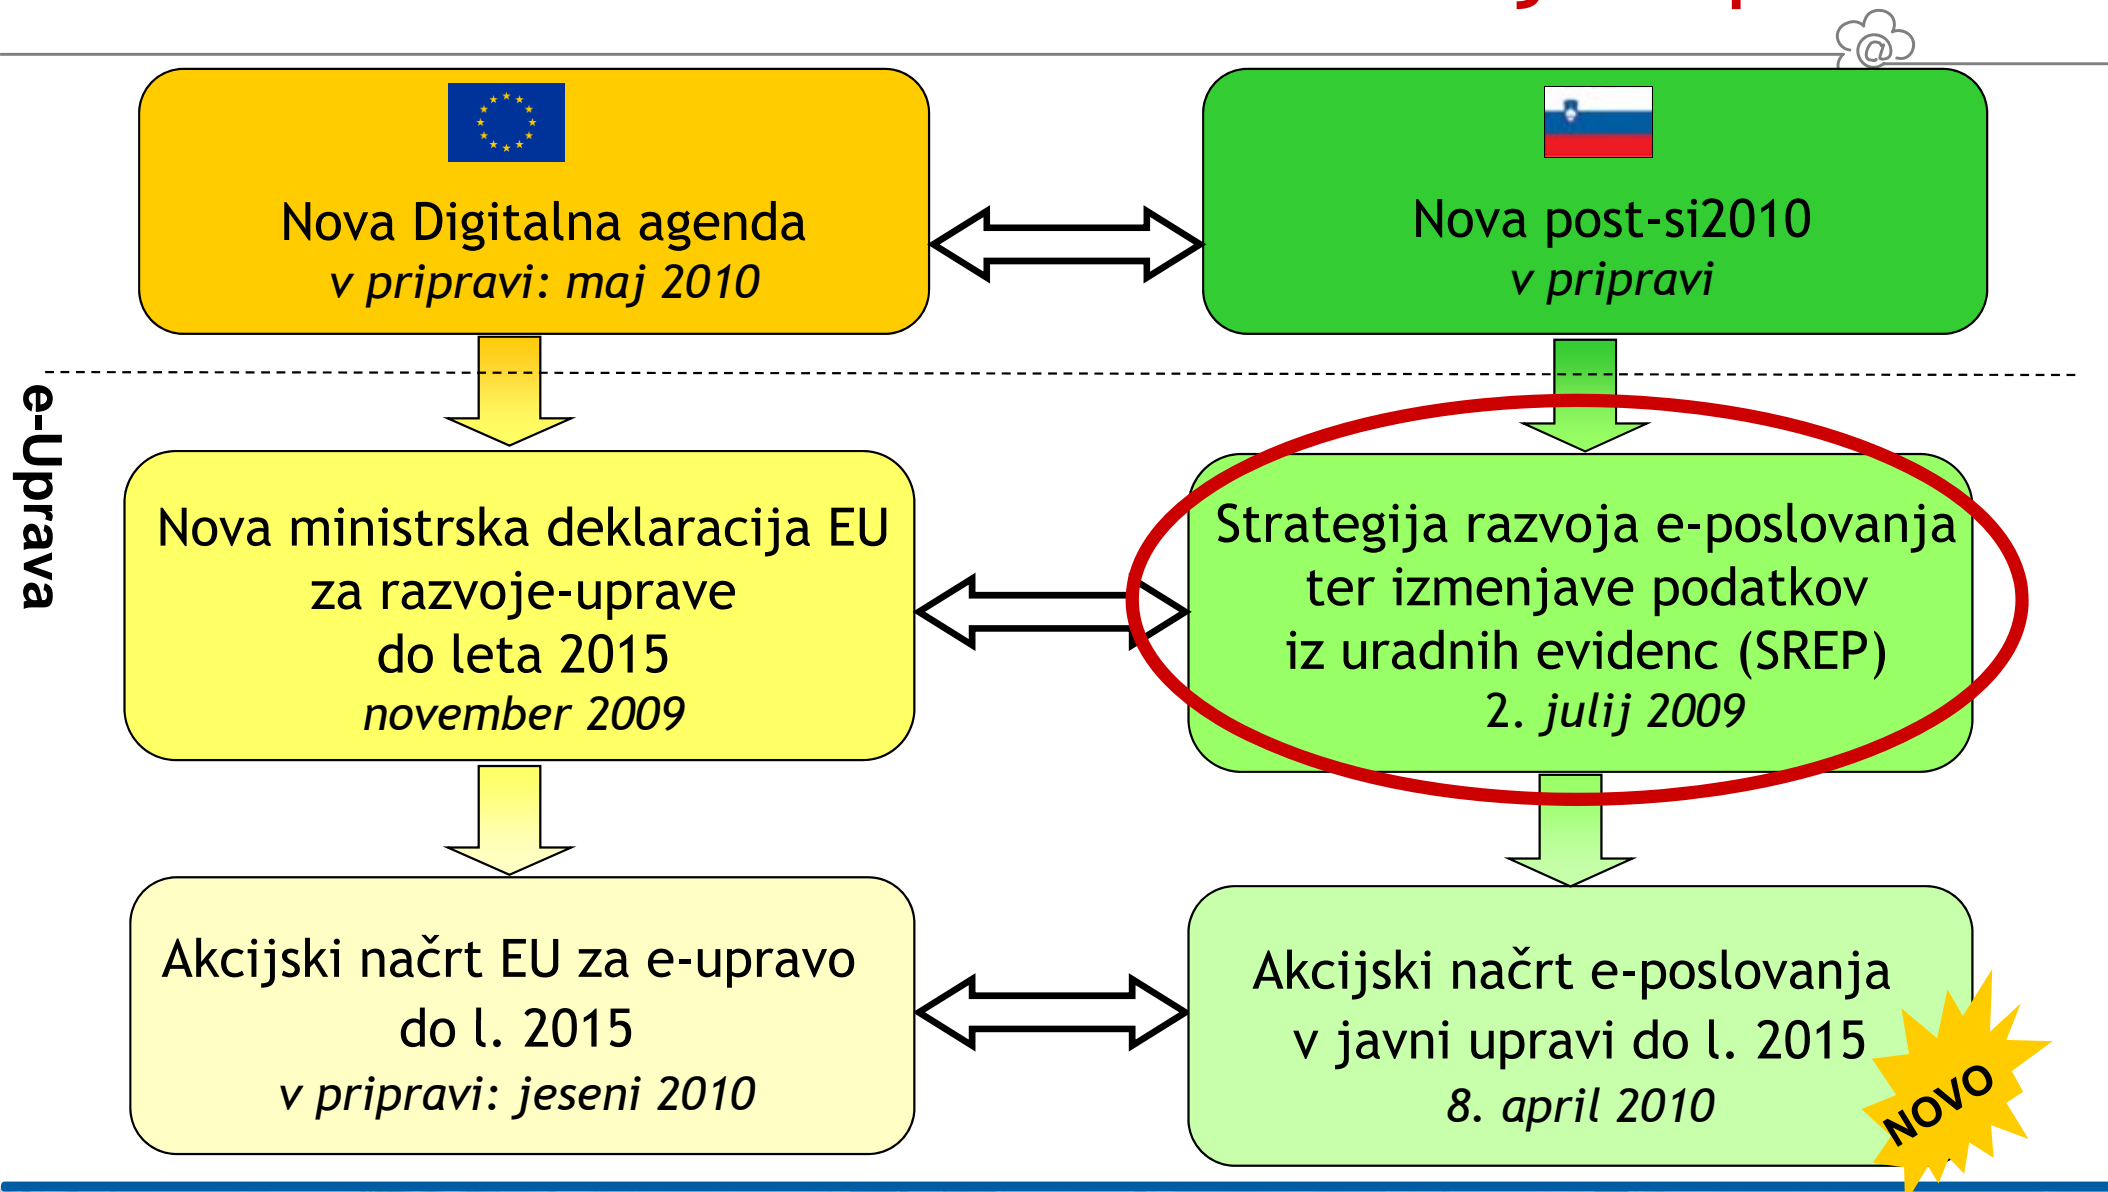 @
Nova Digitalna agenda
v pripravi: maj 2010
Nova post-si2010
v pripravi
e-Uprava
Nova ministrska deklaracija EU
za razvoje-uprave
do leta 2015
november 2009
Strategija razvoja e-poslovanja
ter izmenjave podatkov
iz uradnih evidenc (SREP)
2. julij 2009
Akcijski načrt EU za e-upravo
do l. 2015
v pripravi: jeseni 2010
Akcijski načrt e-poslovanja
v javni upravi do l. 2015
8. april 2010
NOVO